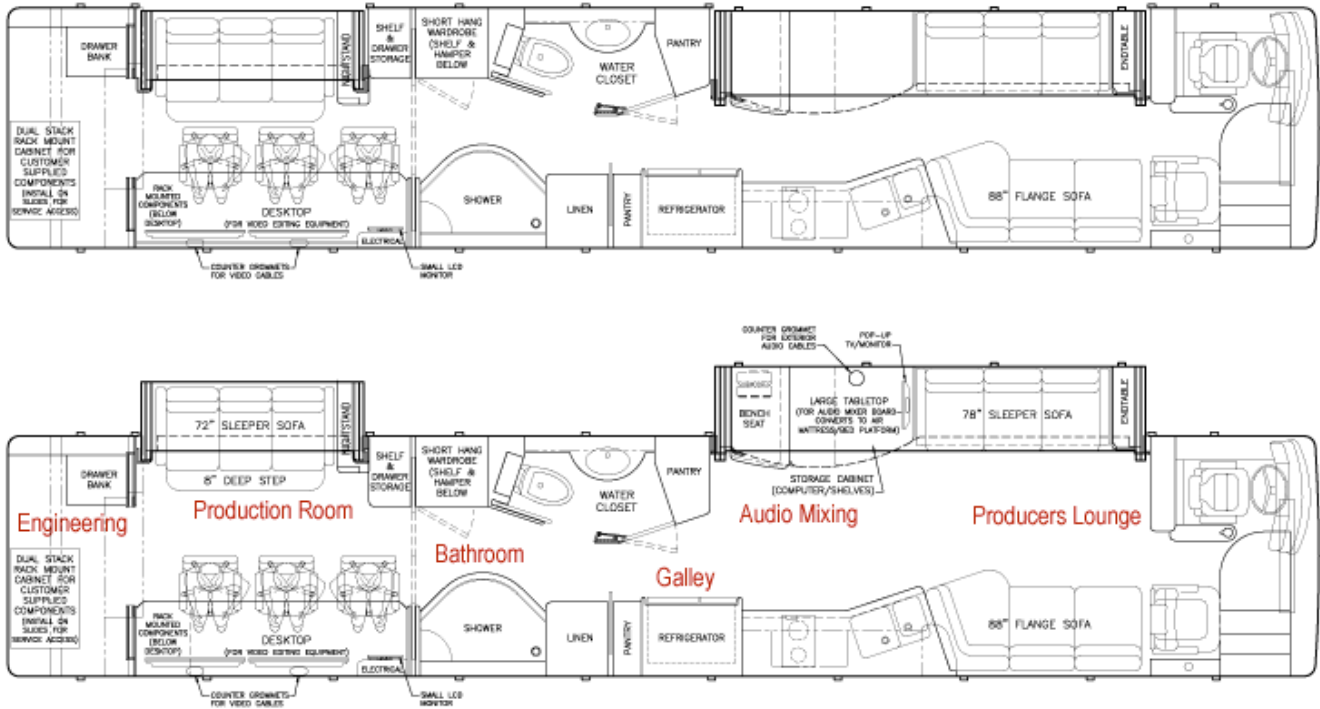 DRAWER
BANK
NIGHTSTAND
SHELF
&
DRAWER
STORAGE
SHORT HANG
WARDROBE
(SHELF &
HAMPER
BELOW)
WATER
CLOSET
PANTRY
ENDTABLE
DUAL STACK
RACK MOUNT
CABINET FOR
CUSTOMER
SUPPLIED
COMPONENTS
(INSTALL ON
SLIDES FOR
SERVICE ACCESS)
RACK
MOUNTED
COMPONENTS
(BELOW
DESKTOP)
DESKTOP
(FOR VIDEO EDITING EQUIPMENT)
ELECTRICAL
SHOWER
LINEN
PANTRY
REFRIGERATOR
88" FLANGE SOFA
COUNTER GROMMETS
FOR VIDEO CABLES
SMALL LCD
MONITOR
COUNTER GROMMET
FOR EXTERIOR
AUDIO CABLES
POP-UP
TV/MONITOR
72" SLEEPER SOFA
NIGHTSTAND
8" DEEP STEP
SUBWOOFER
BENCH
SEAT
LARGE TABLETOP
(FOR AUDIO MIXER BOARD-
CONVERTS TO AIR
MATTRESS/BED PLATFORM)
78" SLEEPER SOFA
ENDTABLE
DRAWER
BANK
SHELF
&
DRAWER
STORAGE
SHORT HANG
WARDROBE
(SHELF &
HAMPER
BELOW)
WATER
CLOSET
PANTRY
STORAGE CABINET
(COMPUTER/SHELVES)
Engineering
Production Room
Bathroom
Galley
Audio Mixing
Producers Lounge
DUAL STACK
RACK MOUNT
CABINET FOR
CUSTOMER
SUPPLIED
COMPONENTS
(INSTALL ON
SLIDES FOR
SERVICE ACCESS)
RACK
MOUNTED
COMPONENTS
(BELOW
DESKTOP)
DESKTOP
(FOR VIDEO EDITING EQUIPMENT)
ELECTRICAL
SHOWER
LINEN
PANTRY
REFRIGERATOR
88" FLANGE SOFA
COUNTER GROMMETS
FOR VIDEO CABLES
SMALL LCD
MONITOR